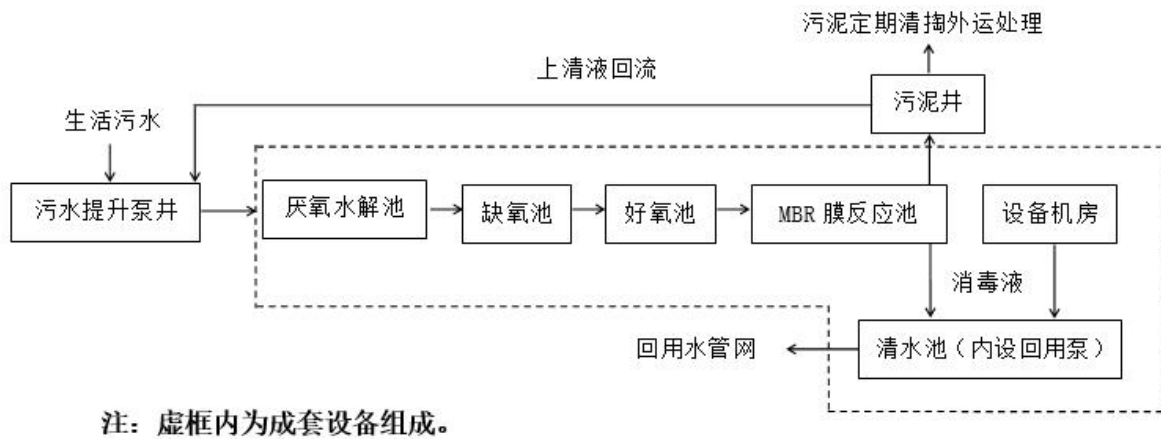 污泥定期清掏外运处理
上清液回流
污泥井
生活污水
污水提升泵井
厌氧水解池
缺氧池
好氧池
MBR 膜反应池
设备机房
消毒液
回用水管网
清水池（内设回用泵）
注：虚框内为成套设备组成。